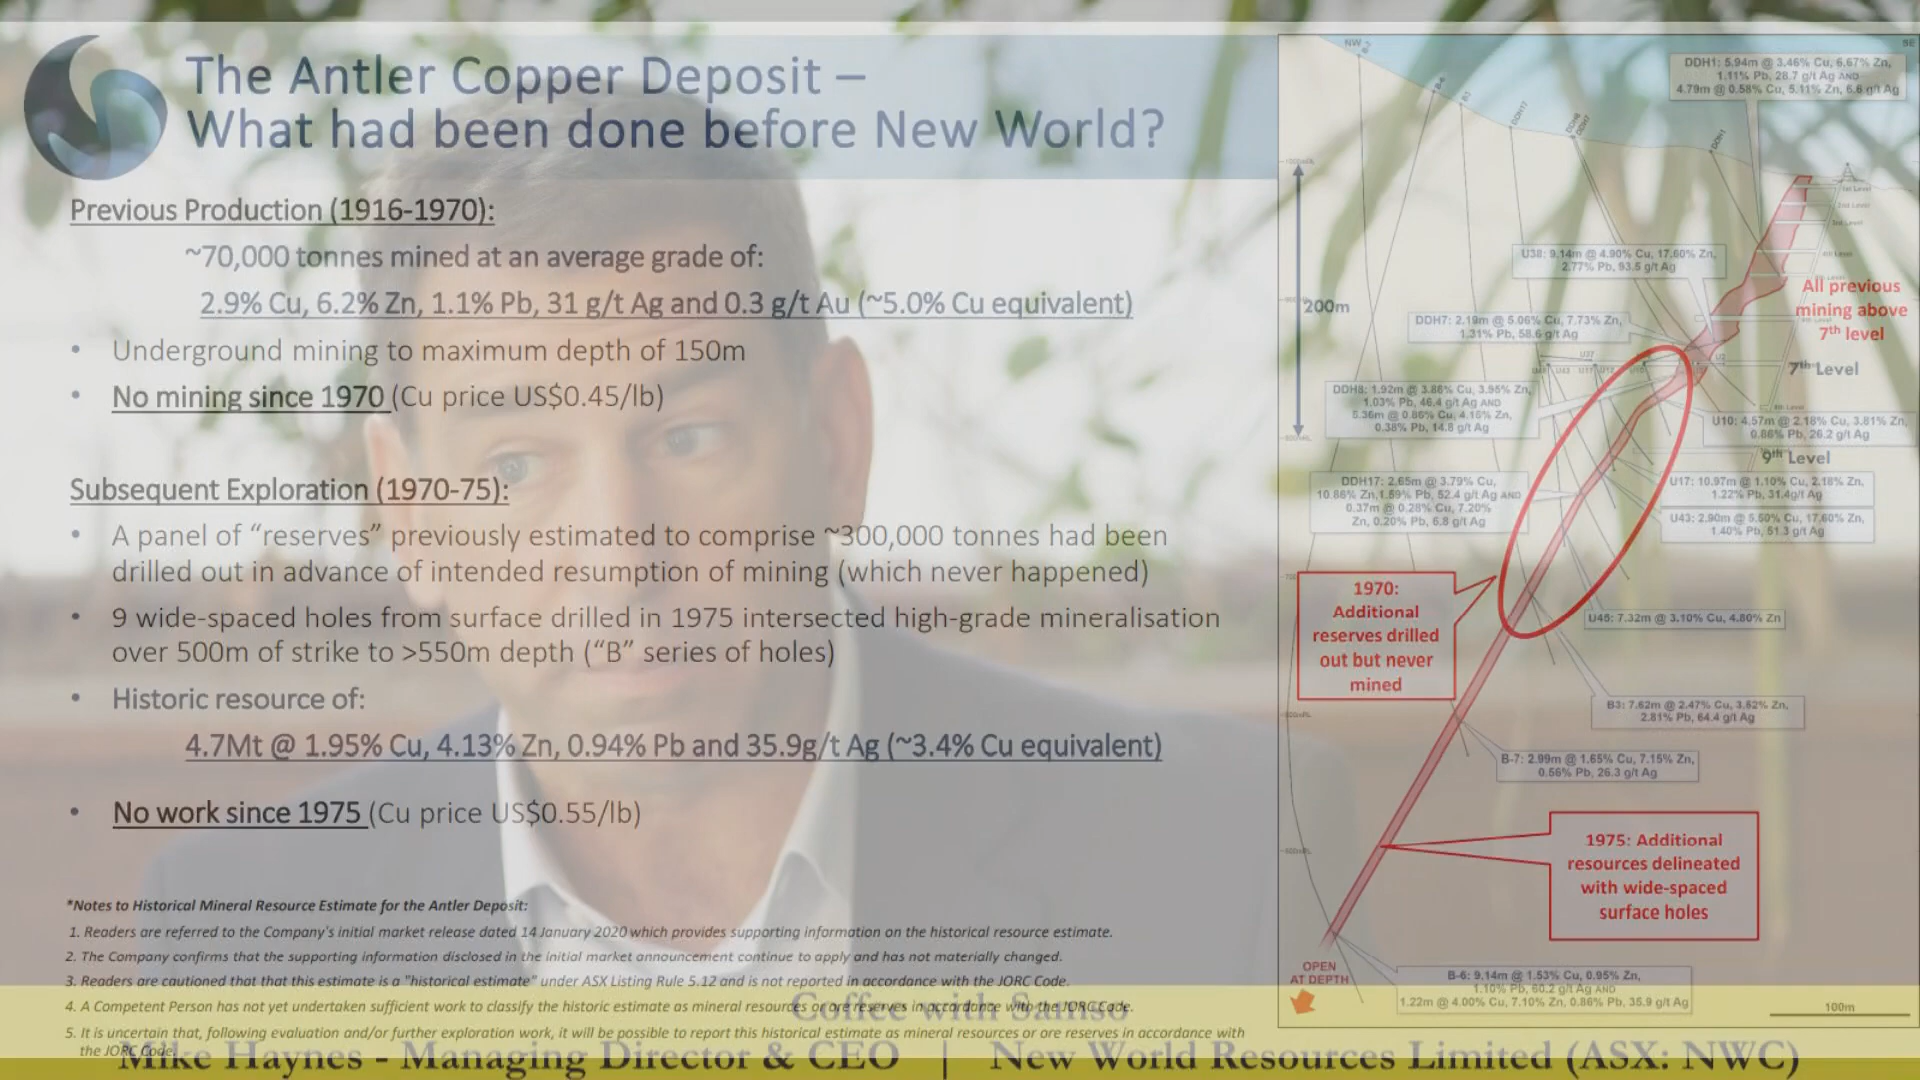 The Antler Copper Deposit –
What had been done before New World?
Previous Production (1916-1970):
~70,000 tonnes mined at an average grade of:
2.9% Cu, 6.2% Zn, 1.1% Pb, 31 g/t Ag and 0.3 g/t Au (~5.0% Cu equivalent)
• Underground mining to maximum depth of 150m
• No mining since 1970 (Cu price US$0.45/lb)
Subsequent Exploration (1970-75):
• A panel of “reserves” previously estimated to comprise ~300,000 tonnes had been
drilled out in advance of intended resumption of mining (which never happened)
• 9 wide-spaced holes from surface drilled in 1975 intersected high-grade mineralisation
over 500m of strike to >550m depth (“B” series of holes)
• Historic resource of:
4.7Mt @ 1.95% Cu, 4.13% Zn, 0.94% Pb and 35.9g/t Ag (~3.4% Cu equivalent)
• No work since 1975 (Cu price US$0.55/lb)
*Notes to Historical Mineral Resource Estimate for the Antler Deposit:
1. Readers are referred to the Company's initial market release dated 14 January 2020 which provides supporting information on the historical resource estimate.
2. The Company confirms that the supporting information disclosed in the initial market announcement continue to apply and has not materially changed.
3. Readers are cautioned that that this estimate is a "historical estimate" under ASX Listing Rule 5.12 and is not reported in accordance with the JORC Code.
4. A Competent Person has not yet undertaken sufficient work to classify the historic estimate as mineral resources or ore reserves in accordance with the JORC Code.
5. It is uncertain that, following evaluation and/or further exploration work, it will be possible to report this historical estimate as mineral resources or ore reserves in accordance with
the JORC Code.
NW
SE
DDH1: 5.94m @ 3.46% Cu, 6.67% Zn,
1.11% Pb, 28.7 g/t Ag AND
4.79m @ 0.58% Cu, 5.11% Zn, 6.6 g/t Ag
DDH17
DDH1
1st Level
2nd Level
3rd Level
4th Level
U38: 9.14m @ 4.90% Cu, 17.60% Zn,
2.77% Pb, 93.5 g/t Ag
All previous
mining above
7th level
200m
DDH7: 2.19m @ 5.06% Cu, 7.73% Zn,
1.31% Pb, 58.6 g/t Ag
7th Level
DDH8: 1.92m @ 3.86% Cu, 3.95% Zn,
1.03% Pb, 46.4 g/t Ag AND
5.36m @ 0.86% Cu, 4.15% Zn,
0.38% Pb, 14.8 g/t Ag
8th Level
U10: 4.57m @ 2.18% Cu, 3.81% Zn,
0.86% Pb, 26.2 g/t Ag
9th Level
DDH17: 2.65m @ 3.79% Cu,
10.86% Zn,1.59% Pb, 52.4 g/t Ag AND
0.37m @ 0.28% Cu, 7.20%
Zn, 0.20% Pb, 6.8 g/t Ag
U17: 10.97m @ 1.10% Cu, 2.18% Zn,
1.22% Pb, 31.4g/t Ag
U43: 2.90m @ 5.50% Cu, 17.60% Zn,
1.40% Pb, 51.3 g/t Ag
1970:
Additional
reserves drilled
out but never
mined
U45: 7.32m @ 3.10% Cu, 4.80% Zn
B3: 7.62m @ 2.47% Cu, 3.62% Zn,
2.81% Pb, 64.4 g/t Ag
B-7: 2.99m @ 1.65% Cu, 7.15% Zn,
0.56% Pb, 26.3 g/t Ag
1975: Additional
resources delineated
with wide-spaced
surface holes
OPEN
AT DEPTH
B-6: 9.14m @ 1.53% Cu, 0.95% Zn,
1.10% Pb, 60.2 g/t Ag AND
1.22m @ 4.00% Cu, 7.10% Zn, 0.86% Pb, 35.9 g/t Ag
100m
Coffee with Samso
Mike Haynes - Managing Director & CEO | New World Resources Limited (ASX: NWC)